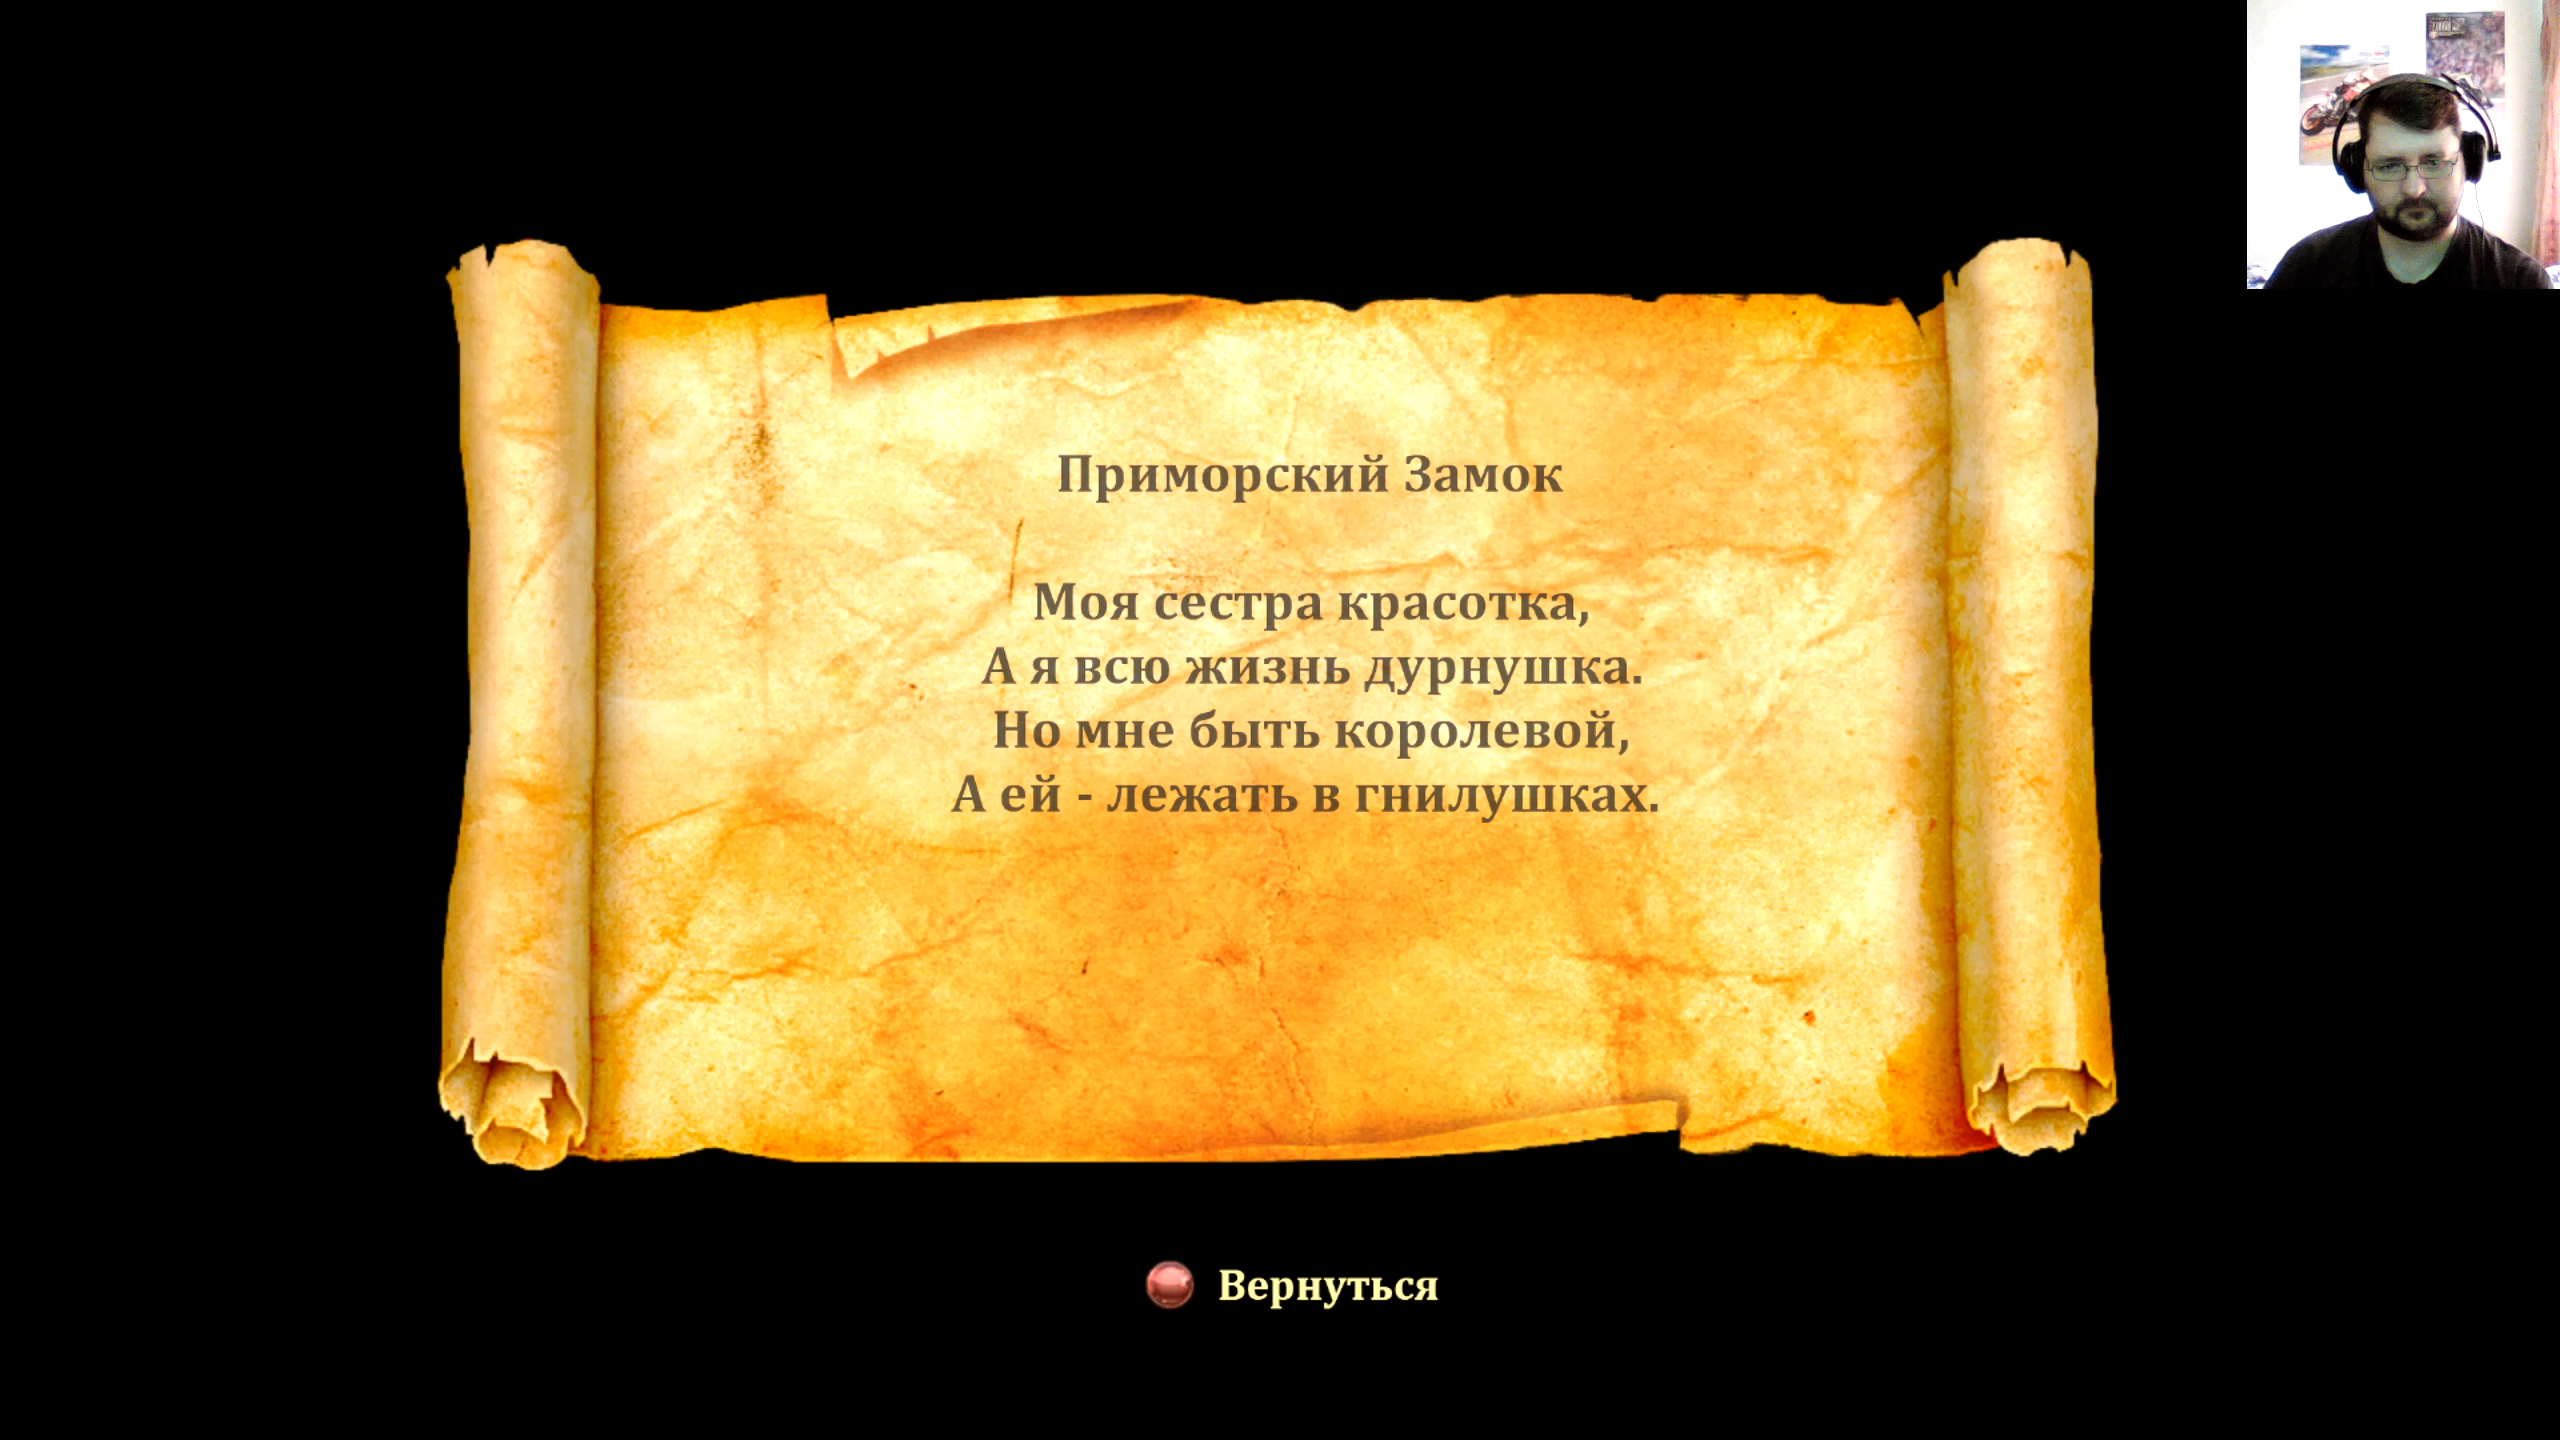 Приморский Замок
Моя сестра красотка,
А я всю жизнь дурнушка.
Но мне быть королевой,
А ей - лежать в гнилушках.
Вернуться